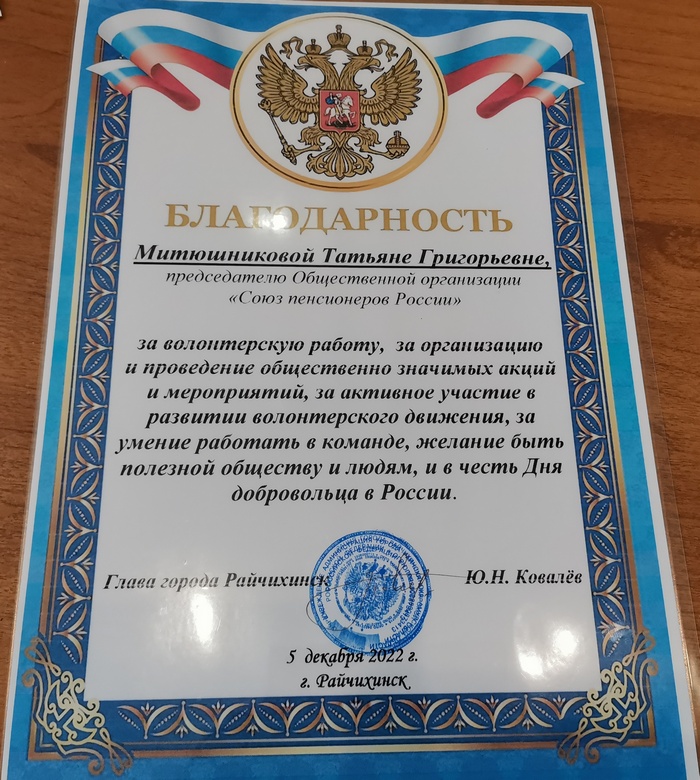 БЛАГОДАРНОСТЬ
Митюшниковой Татьяне Григорьевне,
председателю Общественной организации
«Союз пенсионеров России»
за волонтерскую работу, за организацию
и проведение общественно значимых акций
и мероприятий, за активное участие в
развитии волонтерского движения, за
умение работать в команде, желание быть
полезной обществу и людям, и в честь Дня
добровольца в России.
Глава города Райчихинск Ю.Н. Ковалёв
5 декабря 2022 г.
г. Райчихинск